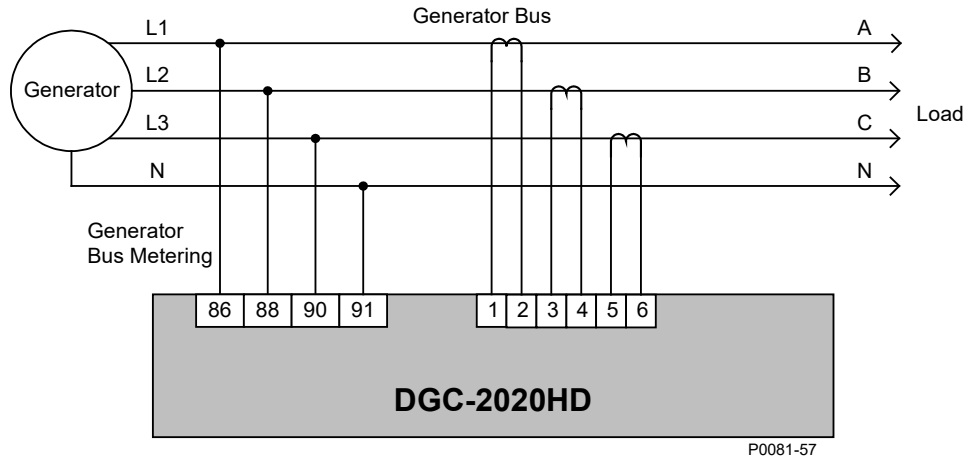 Generator Bus
L1
A
L2
B
Generator
L3
C
Load
N
N
Generator
Bus Metering
86 88 90 91 1 2 3 4 5 6
DGC-2020HD
P0081-57